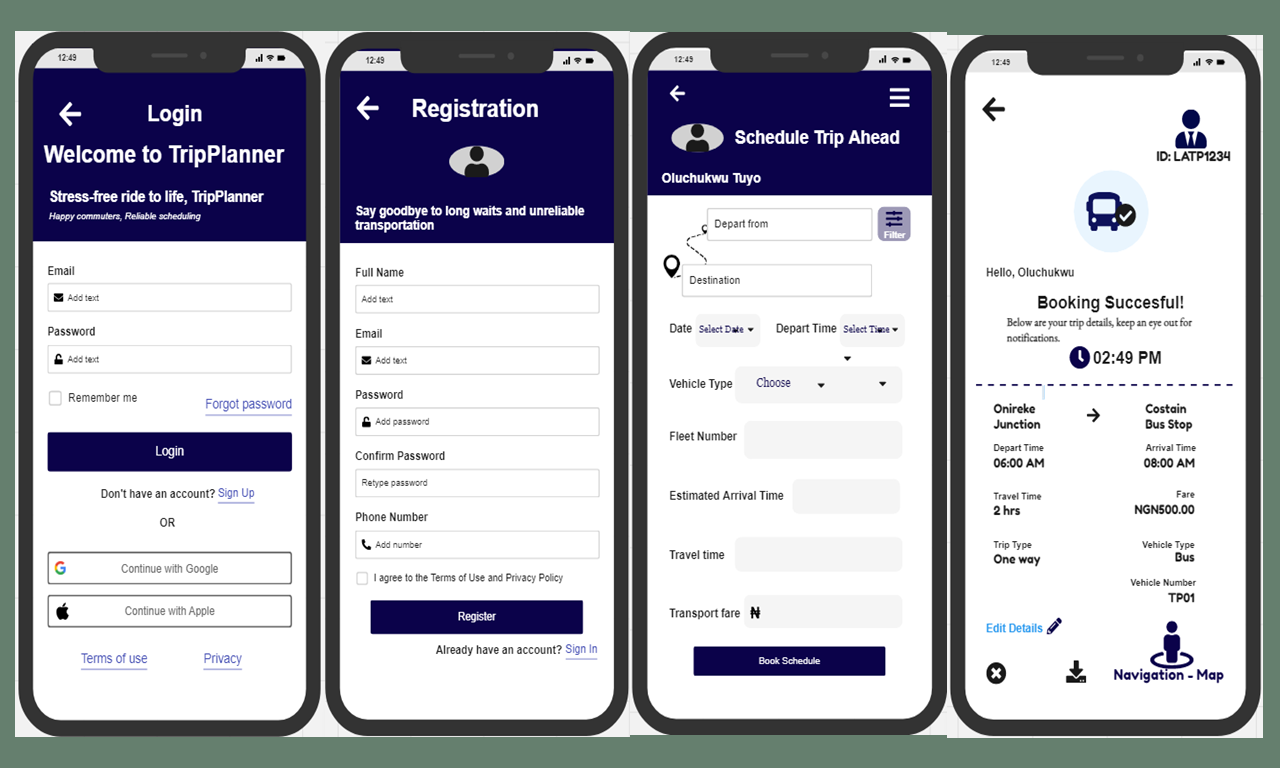 12:49
Login
Welcome to TripPlanner
Stress-free ride to life, TripPlanner
Happy commuters, Reliable scheduling
Email
Add text
Password
Add text
Remember me
Forgot password
Login
Don't have an account? Sign Up
OR
Continue with Google
Continue with Apple
Terms of use
Privacy
12:49
Registration
Say goodbye to long waits and unreliable
transportation
Full Name
Add text
Email
Add text
Password
Add password
Confirm Password
Retype password
Phone Number
Add number
I agree to the Terms of Use and Privacy Policy
Register
Already have an account? Sign In
12:49
Schedule Trip Ahead
Oluchukwu Tuyo
Depart from
Filter
Destination
Date Select Date Depart Time Select Time
Vehicle Type Choose
Fleet Number
Estimated Arrival Time
Travel time
Transport fare ₦
Book Schedule
12:49
ID: LATP1234
Hello, Oluchukwu
Booking Succesful!
Below are your trip details, keep an eye out for
notifications.
02:49 PM
Onireke
Junction
Costain
Bus Stop
Depart Time
06:00 AM
Arrival Time
08:00 AM
Travel Time
2 hrs
Fare
NGN500.00
Trip Type
One way
Vehicle Type
Bus
Vehicle Number
TP01
Edit Details
Navigation - Map